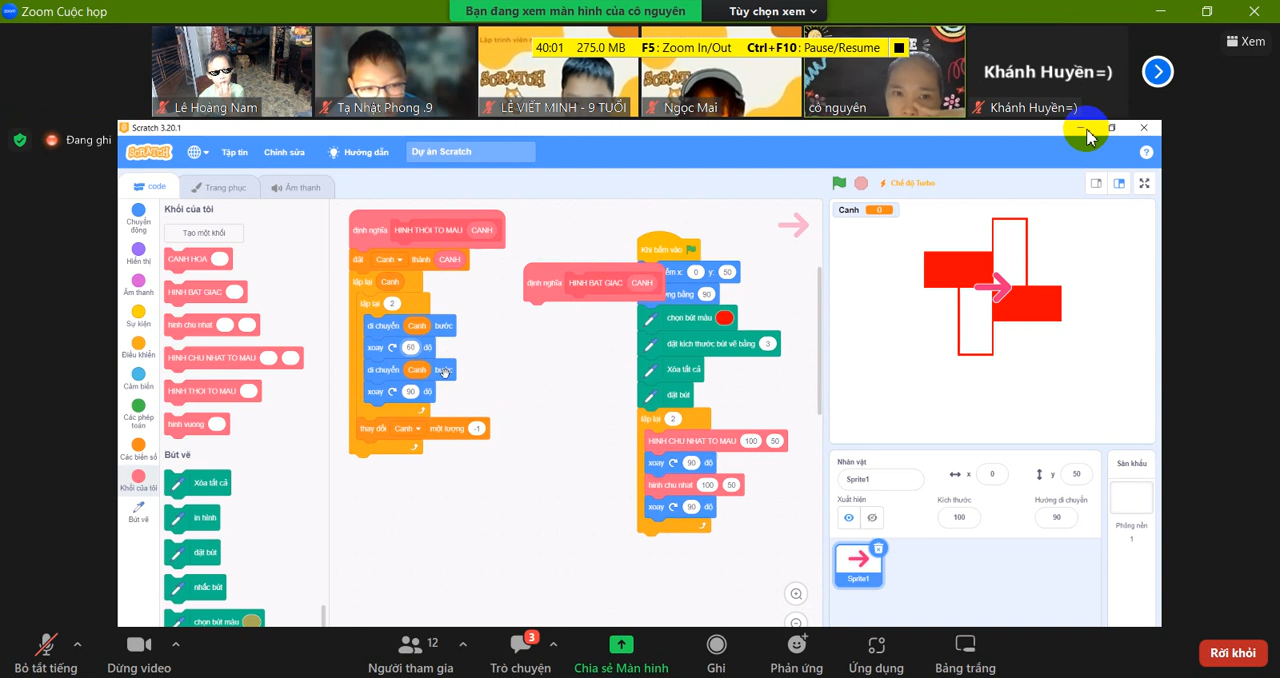 Zoom Cuộc họp
Bạn đang xem màn hình của cô nguyên
Tùy chọn xem
40:01 275.0 MB F5: Zoom In/Out Ctrl+F10: Pause/Resume
Xem
Lê Hoàng Nam
Tạ Nhật Phong .9
LÊ VIẾT MINH - 9 TUỔI
Ngọc Mai
cô nguyên
Khánh Huyền=)
Khánh Huyền=)
Đang ghi
Scratch 3.20.1
SCRATCH
Tập tin
Chỉnh sửa
Hướng dẫn
Dự án Scratch
code
Trang phục
Âm thanh
Chế độ Turbo
Chuyển động
Hiển thị
Âm thanh
Sự kiện
Điều khiển
Cảm biến
Các phép toán
Các biến số
Khối của tôi
Bút vẽ
Khối của tôi
Tạo một khối
CANH HOA
HINH BAT GIAC
hinh chu nhat
HINH CHU NHAT TO MAU
HINH THOI TO MAU
hinh vuong
Bút vẽ
Xóa tất cả
in hình
đặt bút
nhấc bút
chọn bút màu
định nghĩa HINH THOI TO MAU CANH
đặt Canh thành CANH
lặp lại Canh
lặp lại 2
di chuyển Canh bước
xoay 60 độ
di chuyển Canh bước
xoay 90 độ
thay đổi Canh một lượng -1
định nghĩa HINH BAT GIAC CANH
Khi bấm vào
x: 0 y: 50
bằng 90
chọn bút màu
đặt kích thước bút vẽ bằng 3
Xóa tất cả
đặt bút
lặp lại 2
HINH CHU NHAT TO MAU 100 50
xoay 90 độ
hinh chu nhat 100 50
xoay 90 độ
Canh 0
Nhân vật
Sprite1
x 0
y 50
Xuất hiện
Kích thước
100
Hướng di chuyển
90
Sprite1
Sân khấu
Phông nền
1
Bỏ tắt tiếng
Dừng video
Người tham gia 12
Trò chuyện 3
Chia sẻ Màn hình
Ghi
Phản ứng
Ứng dụng
Bảng trắng
Rời khỏi